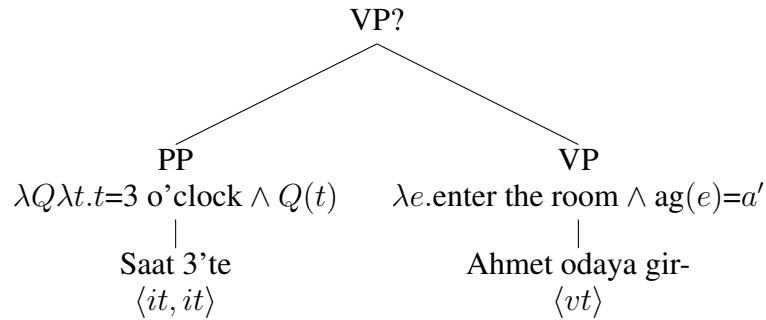 VP?
PP VP
λQλt.t=3 o'clock ∧ Q(t) λe.enter the room ∧ ag(e)=a′
Saat 3'te Ahmet odaya gir-
⟨it, it⟩ ⟨vt⟩